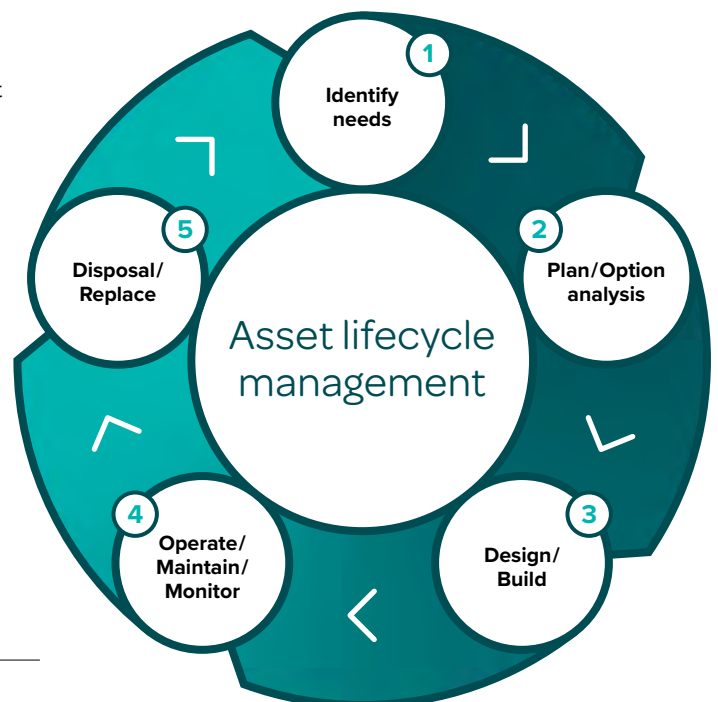 1
Identify
needs
2
Plan/Option
analysis
3
Design/
Build
4
Operate/
Maintain/
Monitor
5
Disposal/
Replace
Asset lifecycle
management